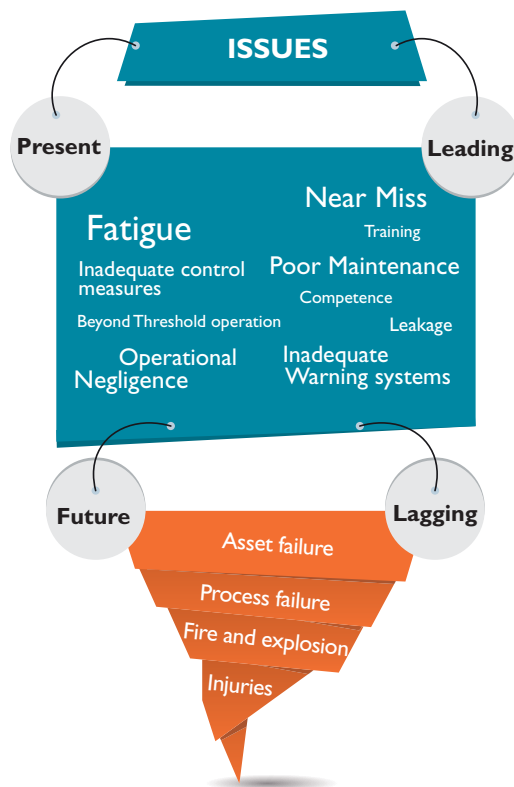 ISSUES
Present
Leading
Near Miss
Fatigue
Training
Inadequate control
measures
Poor Maintenance
Competence
Beyond Threshold operation
Leakage
Operational
Negligence
Inadequate
Warning systems
Future
Lagging
Asset failure
Process failure
Fire and explosion
Injuries